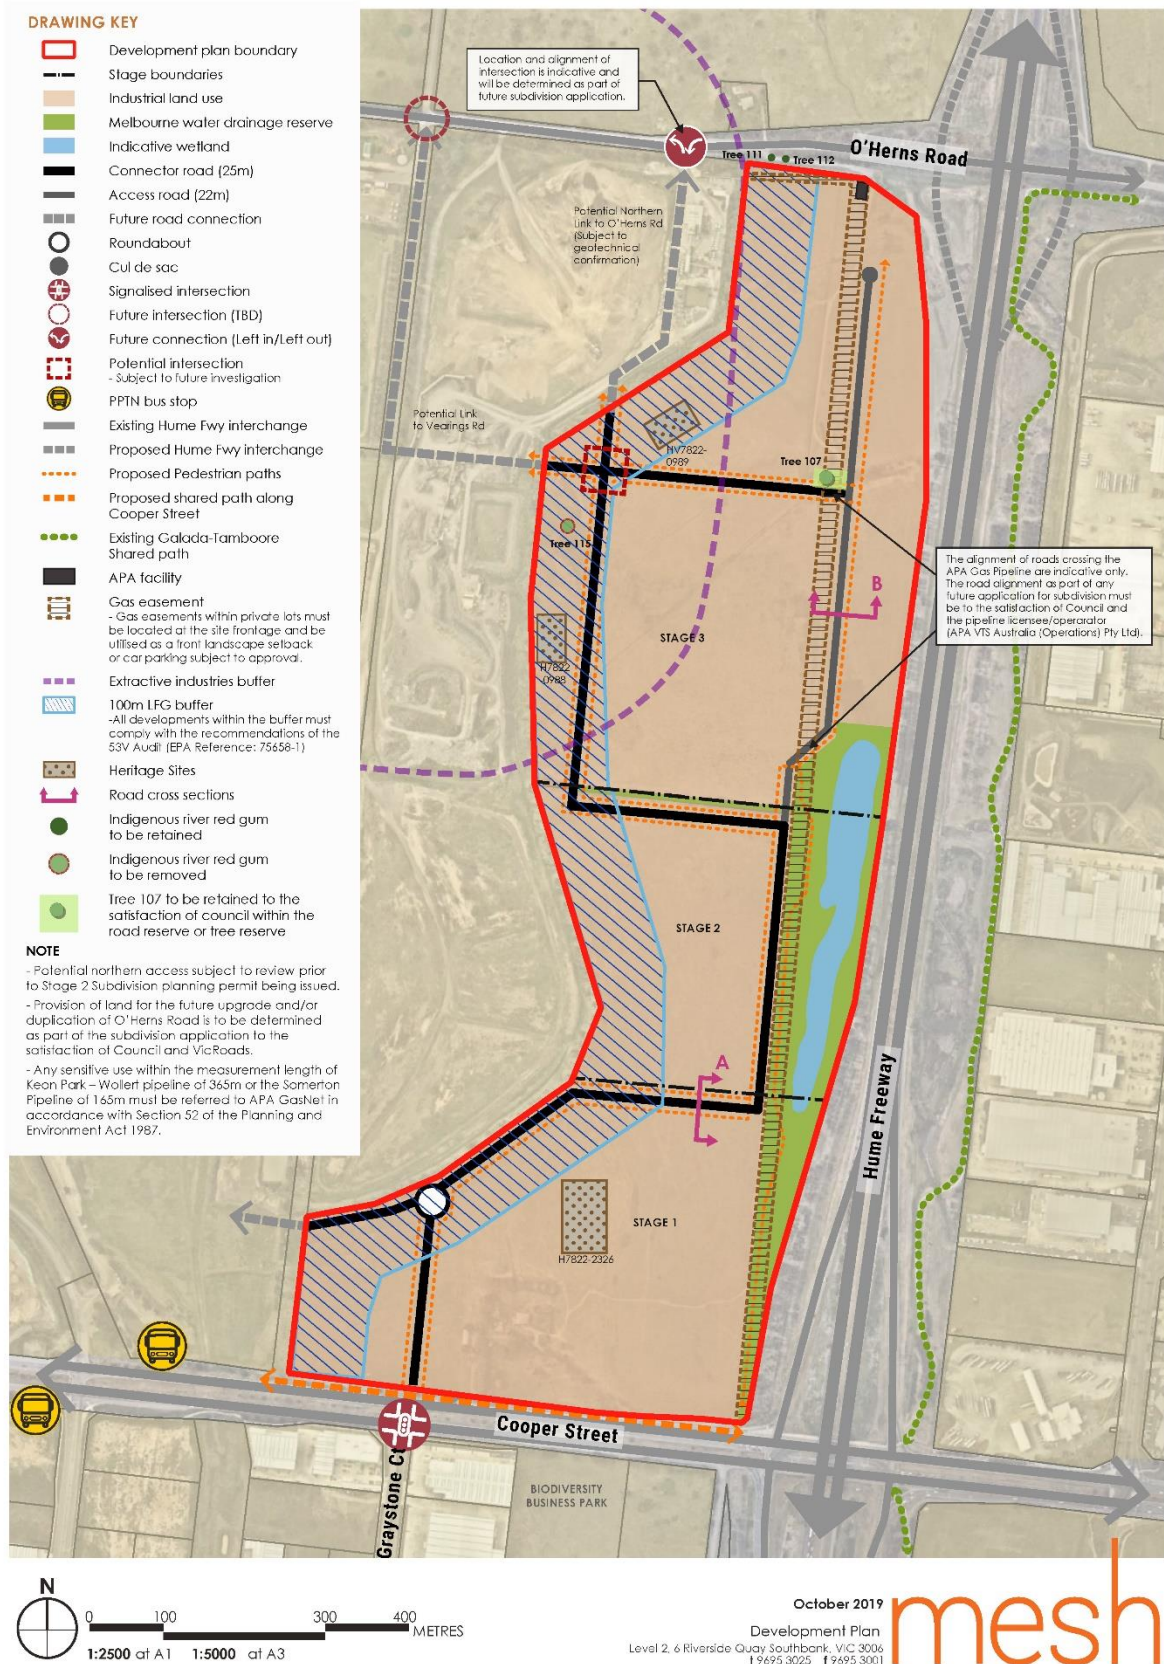 DRAWING KEY
Development plan boundary
Stage boundaries
Industrial land use
Melbourne water drainage reserve
Indicative wetland
Connector road (25m)
Access road (22m)
Future road connection
Roundabout
Cul de sac
Signalised intersection
Future intersection (TBD)
Future connection (Left in/Left out)
Potential intersection
- Subject to future investigation
PPTN bus stop
Existing Hume Fwy interchange
Proposed Hume Fwy interchange
Proposed Pedestrian paths
Proposed shared path along
Cooper Street
Existing Galada-Tamboore
Shared path
APA facility
Gas easement
- Gas easements within private lots must
be located at the site frontage and be
utilised as a front landscape setback
or car parking subject to approval.
Extractive industries buffer
100m LFG buffer
-All developments within the buffer must
comply with the recommendations of the
53V Audit (EPA Reference: 75658-1)
Heritage Sites
Road cross sections
Indigenous river red gum
to be retained
Indigenous river red gum
to be removed
Tree 107 to be retained to the
satisfaction of council within the
road reserve or tree reserve
NOTE
- Potential northern access subject to review prior
to Stage 2 Subdivision planning permit being issued.
- Provision of land for the future upgrade and/or
duplication of O'Herns Road is to be determined
as part of the subdivision application to the
satisfaction of Council and VicRoads.
- Any sensitive use within the measurement length of
Keon Park – Wollert pipeline of 365m or the Somerton
Pipeline of 165m must be referred to APA GasNet in
accordance with Section 52 of the Planning and
Environment Act 1987.
Location and alignment of
intersection is indicative and
will be determined as part of
future subdivision application.
O'Herns Road
Tree 111
Tree 112
Potential Northern
Link to O'Herns Rd
(Subject to
geotechnical
confirmation)
Potential Link
to Vearings Rd
HV7822-
0989
Tree 107
Tree 115
The alignment of roads crossing the
APA Gas Pipeline are indicative only.
The road alignment as part of any
future application for subdivision must
be to the satisfaction of Council and
the pipeline licensee/operarator
(APA VTS Australia (Operations) Pty Ltd).
B
STAGE 3
H7822
0988
STAGE 2
A
Hume Freeway
STAGE 1
H7822-2326
Cooper Street
Graystone Ct
BIODIVERSITY
BUSINESS PARK
N
0 100 300 400 METRES
1:2500 at A1 1:5000 at A3
October 2019
Development Plan
Level 2, 6 Riverside Quay Southbank, VIC 3006
t 9695 3025 f 9695 3001
mesh